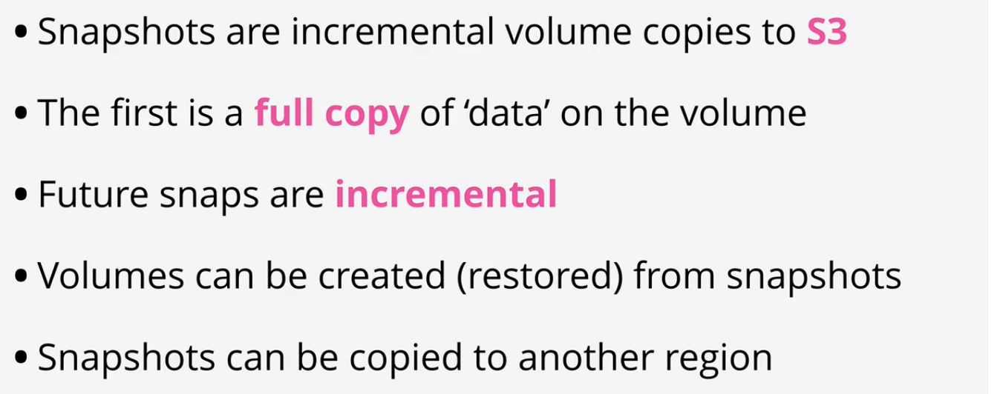 • Snapshots are incremental volume copies to S3
• The first is a full copy of ‘data’ on the volume
• Future snaps are incremental
• Volumes can be created (restored) from snapshots
• Snapshots can be copied to another region